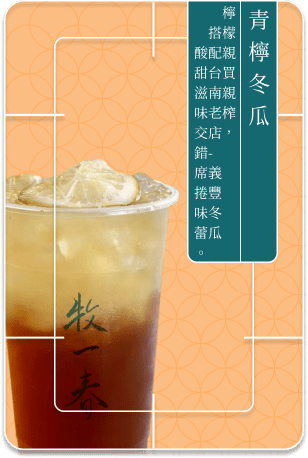 青檸冬瓜
檸檬親買親榨，
搭配台南老店-義豐冬瓜
酸甜滋味交錯席捲味蕾。
牧一春